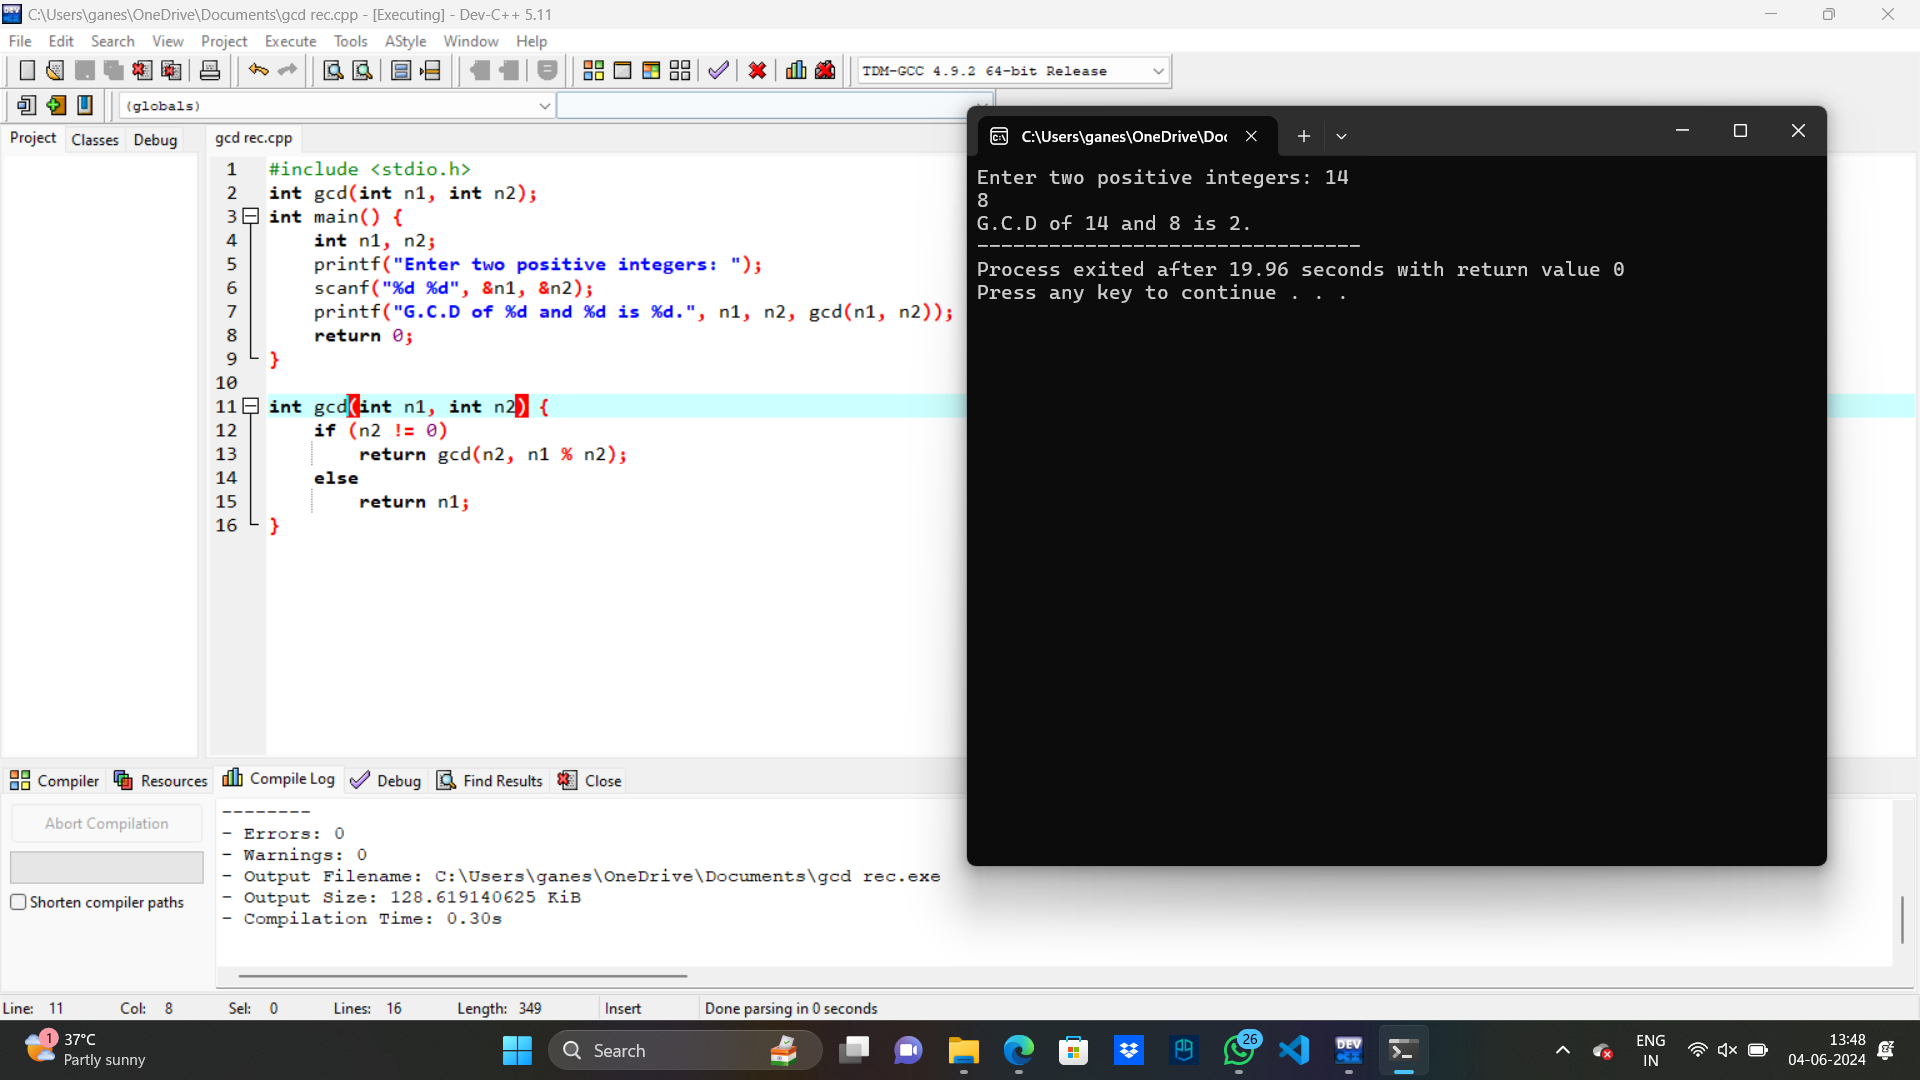 C:\Users\ganes\OneDrive\Documents\gcd rec.cpp - [Executing] - Dev-C++ 5.11
File Edit Search View Project Execute Tools AStyle Window Help
TDM-GCC 4.9.2 64-bit Release
(globals)
Project Classes Debug
gcd rec.cpp
1 #include <stdio.h>
2 int gcd(int n1, int n2);
3 int main() {
4 int n1, n2;
5 printf("Enter two positive integers: ");
6 scanf("%d %d", &n1, &n2);
7 printf("G.C.D of %d and %d is %d.", n1, n2, gcd(n1, n2));
8 return 0;
9 }
10
11 int gcd(int n1, int n2) {
12 if (n2 != 0)
13 return gcd(n2, n1 % n2);
14 else
15 return n1;
16 }
C:\Users\ganes\OneDrive\Doc
Enter two positive integers: 14
8
G.C.D of 14 and 8 is 2.
--------------------------------
Process exited after 19.96 seconds with return value 0
Press any key to continue . . .
Compiler Resources Compile Log Debug Find Results Close
Abort Compilation
Shorten compiler paths
--------
- Errors: 0
- Warnings: 0
- Output Filename: C:\Users\ganes\OneDrive\Documents\gcd rec.exe
- Output Size: 128.619140625 KiB
- Compilation Time: 0.30s
Line: 11 Col: 8 Sel: 0 Lines: 16 Length: 349 Insert Done parsing in 0 seconds
1
37°C
Partly sunny
Search
26
DEV
C++
ENG
IN
13:48
04-06-2024